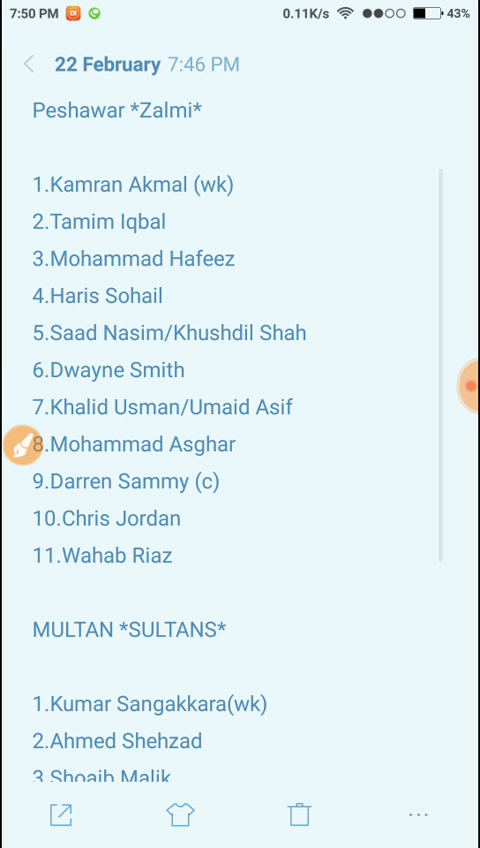 7:50 PM 0.11K/s 43%
22 February 7:46 PM
Peshawar *Zalmi*
1.Kamran Akmal (wk)
2.Tamim Iqbal
3.Mohammad Hafeez
4.Haris Sohail
5.Saad Nasim/Khushdil Shah
6.Dwayne Smith
7.Khalid Usman/Umaid Asif
8.Mohammad Asghar
9.Darren Sammy (c)
10.Chris Jordan
11.Wahab Riaz
MULTAN *SULTANS*
1.Kumar Sangakkara(wk)
2.Ahmed Shehzad
3.Shoaib Malik